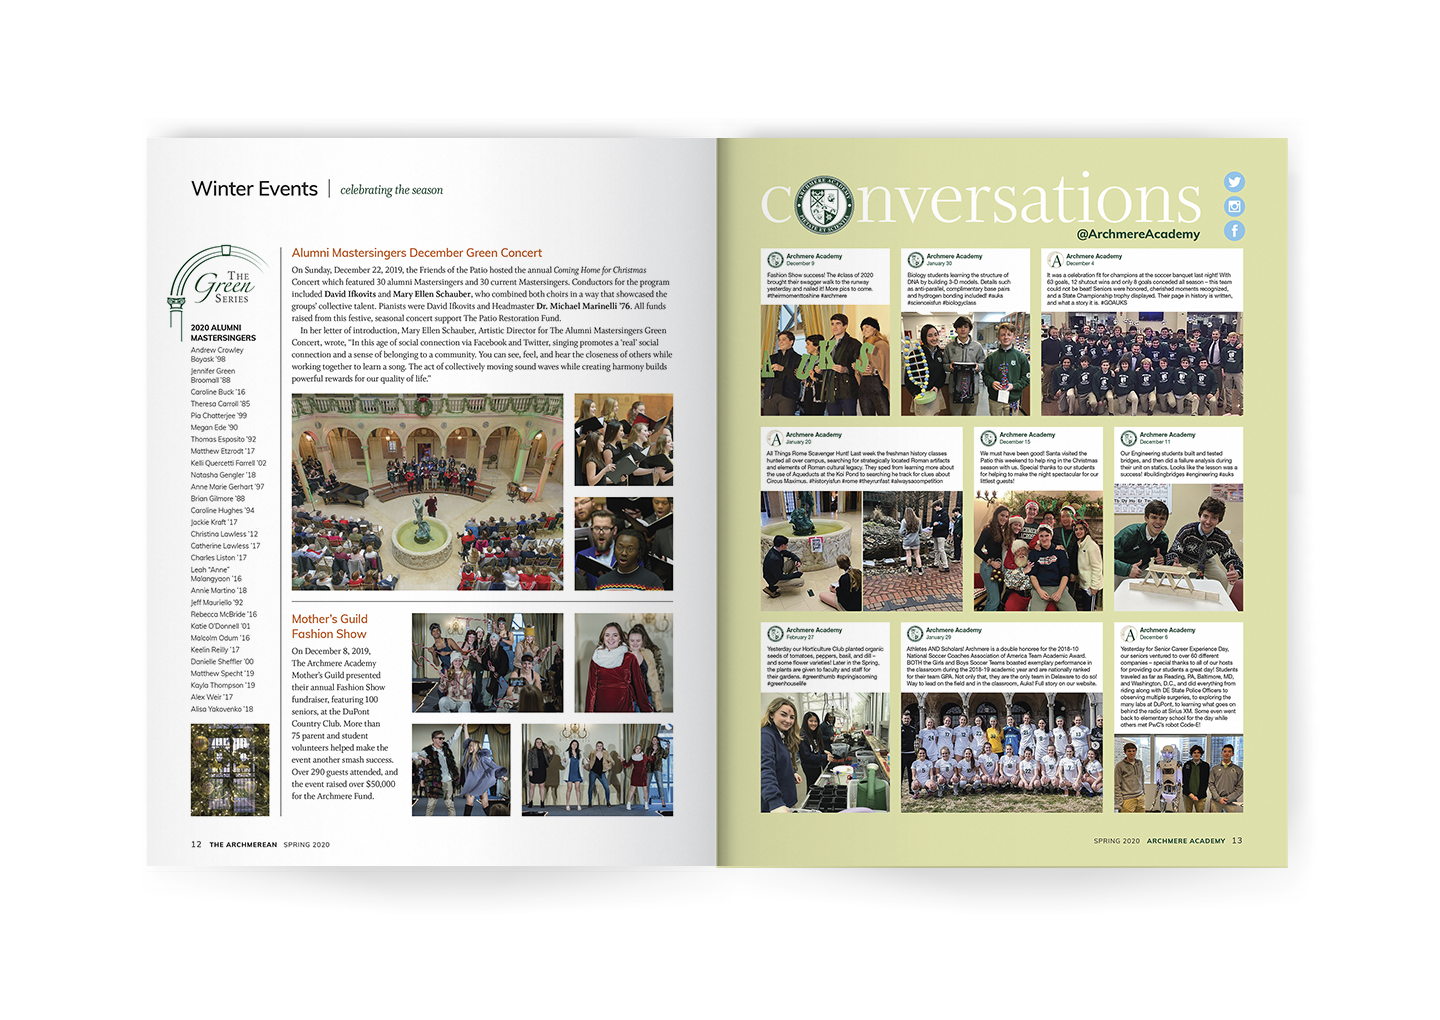 Winter Events | celebrating the season
THE
Green
SERIES
2020 ALUMNI
MASTERSINGERS
Andrew Crowley
Boyask ’98
Jennifer Green
Broomall ’88
Caroline Buck ’16
Theresa Carroll ’85
Pia Chatterjee ’99
Megan Ede ’90
Thomas Esposito ’92
Matthew Etzrodt ’17
Kelli Quercetti Farrell ’02
Natasha Gengler ’18
Anne Marie Gerhart ’97
Brian Gilmore ’88
Caroline Hughes ’94
Jackie Kraft ’17
Christina Lawless ’12
Catherine Lawless ’17
Charles Liston ’17
Leah “Anne”
Malangyaon ’16
Annie Martino ’18
Jeff Mauriello ’92
Rebecca McBride ’16
Katie O’Donnell ’01
Malcolm Odum ’16
Keelin Reilly ’17
Danielle Sheffler ’00
Matthew Specht ’19
Kayla Thompson ’19
Alex Weir ’17
Alisa Yakovenko ’18
Alumni Mastersingers December Green Concert
On Sunday, December 22, 2019, the Friends of the Patio hosted the annual Coming Home for Christmas
Concert which featured 30 alumni Mastersingers and 30 current Mastersingers. Conductors for the program
included David Ifkovits and Mary Ellen Schauber, who combined both choirs in a way that showcased the
groups’ collective talent. Pianists were David Ifkovits and Headmaster Dr. Michael Marinelli ’76. All funds
raised from this festive, seasonal concert support The Patio Restoration Fund.
In her letter of introduction, Mary Ellen Schauber, Artistic Director for The Alumni Mastersingers Green
Concert, wrote, “In this age of social connection via Facebook and Twitter, singing promotes a ‘real’ social
connection and a sense of belonging to a community. You can see, feel, and hear the closeness of others while
working together to learn a song. The act of collectively moving sound waves while creating harmony builds
powerful rewards for our quality of life.”
Mother’s Guild
Fashion Show
On December 8, 2019,
The Archmere Academy
Mother’s Guild presented
their annual Fashion Show
fundraiser, featuring 100
seniors, at the DuPont
Country Club. More than
75 parent and student
volunteers helped make the
event another smash success.
Over 290 guests attended, and
the event raised over $50,000
for the Archmere Fund.
12 THE ARCHMEREAN SPRING 2020
conversations
@ArchmereAcademy
Archmere Academy
December 9
Fashion Show success! The #class of 2020
brought their swagger walk to the runway
yesterday and nailed it! More pics to come.
#theirmomenttoshine #archmere
AUKS
Archmere Academy
January 30
Biology students learning the structure of
DNA by building 3-D models. Details such
as anti-parallel, complimentary base pairs
and hydrogen bonding included! #auks
#scienceisfun #biologyclass
Archmere Academy
December 4
It was a celebration fit for champions at the soccer banquet last night! With
63 goals, 12 shutout wins and only 8 goals conceded all season – this team
could not be beat! Seniors were honored, cherished moments recognized,
and a State Championship trophy displayed. Their page in history is written,
and what a story it is. #GOAUKS
Archmere Academy
January 20
All Things Rome Scavenger Hunt! Last week the freshman history classes
hunted all over campus, searching for strategically located Roman artifacts
and elements of Roman cultural legacy. They sped from learning more about
the use of Aqueducts at the Koi Pond to searching he track for clues about
Circus Maximus. #historyisfun #rome #theyrunfast #alwaysacompetition
Archmere Academy
December 15
We must have been good! Santa visited the
Patio this weekend to help ring in the Christmas
season with us. Special thanks to our students
for helping to make the night spectacular for our
littlest guests!
Archmere Academy
December 11
Our Engineering students built and tested
bridges, and then did a failure analysis during
their unit on statics. Looks like the lesson was a
success! #buildingbridges #engineering #auks
Archmere Academy
February 27
Yesterday our Horticulture Club planted organic
seeds of tomatoes, peppers, basil, and dill –
and some flower varieties! Later in the Spring,
the plants are given to faculty and staff for
their gardens. #greenthumb #springiscoming
#greenhouselife
Archmere Academy
January 29
Athletes AND Scholars! Archmere is a double honoree for the 2018-10
National Soccer Coaches Association of America Team Academic Award.
BOTH the Girls and Boys Soccer Teams boasted exemplary performance in
the classroom during the 2018-19 academic year and are nationally ranked
for their team GPA. Not only that, they are the only team in Delaware to do so!
Way to lead on the field and in the classroom, Auks! Full story on our website.
Archmere Academy
December 6
Yesterday for Senior Career Experience Day,
our seniors ventured to over 60 different
companies – special thanks to all of our hosts
for providing our students a great day! Students
traveled as far as Reading, PA, Baltimore, MD,
and Washington, D.C., and did everything from
riding along with DE State Police Officers to
observing multiple surgeries, to exploring the
many labs at DuPont, to learning what goes on
behind the radio at Sirius XM. Some even went
back to elementary school for the day while
others met PwC’s robot Code-E!
SPRING 2020 ARCHMERE ACADEMY 13